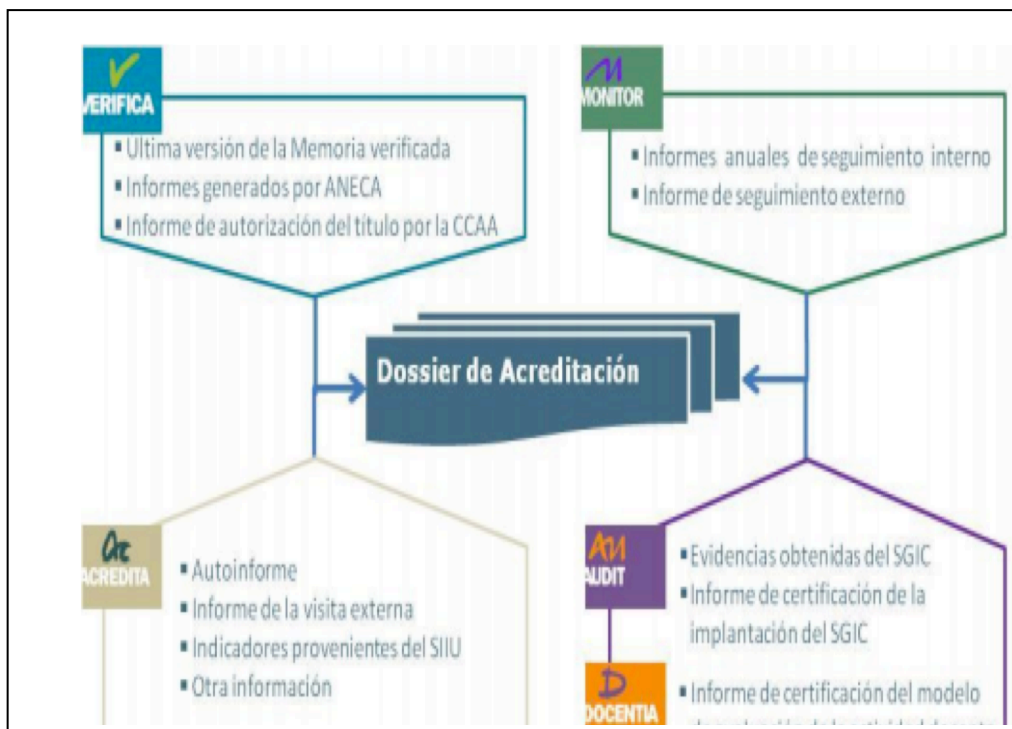 VERIFICA
▪ Ultima versión de la Memoria verificada
▪ Informes generados por ANECA
▪ Informe de autorización del título por la CCAA
MONITOR
▪ Informes anuales de seguimiento interno
▪ Informe de seguimiento externo
Dossier de Acreditación
ACREDITA
▪ Autoinforme
▪ Informe de la visita externa
▪ Indicadores provenientes del SIIU
▪ Otra información
AUDIT
▪ Evidencias obtenidas del SGIC
▪ Informe de certificación de la
implantación del SGIC
DOCENTIA
▪ Informe de certificación del modelo